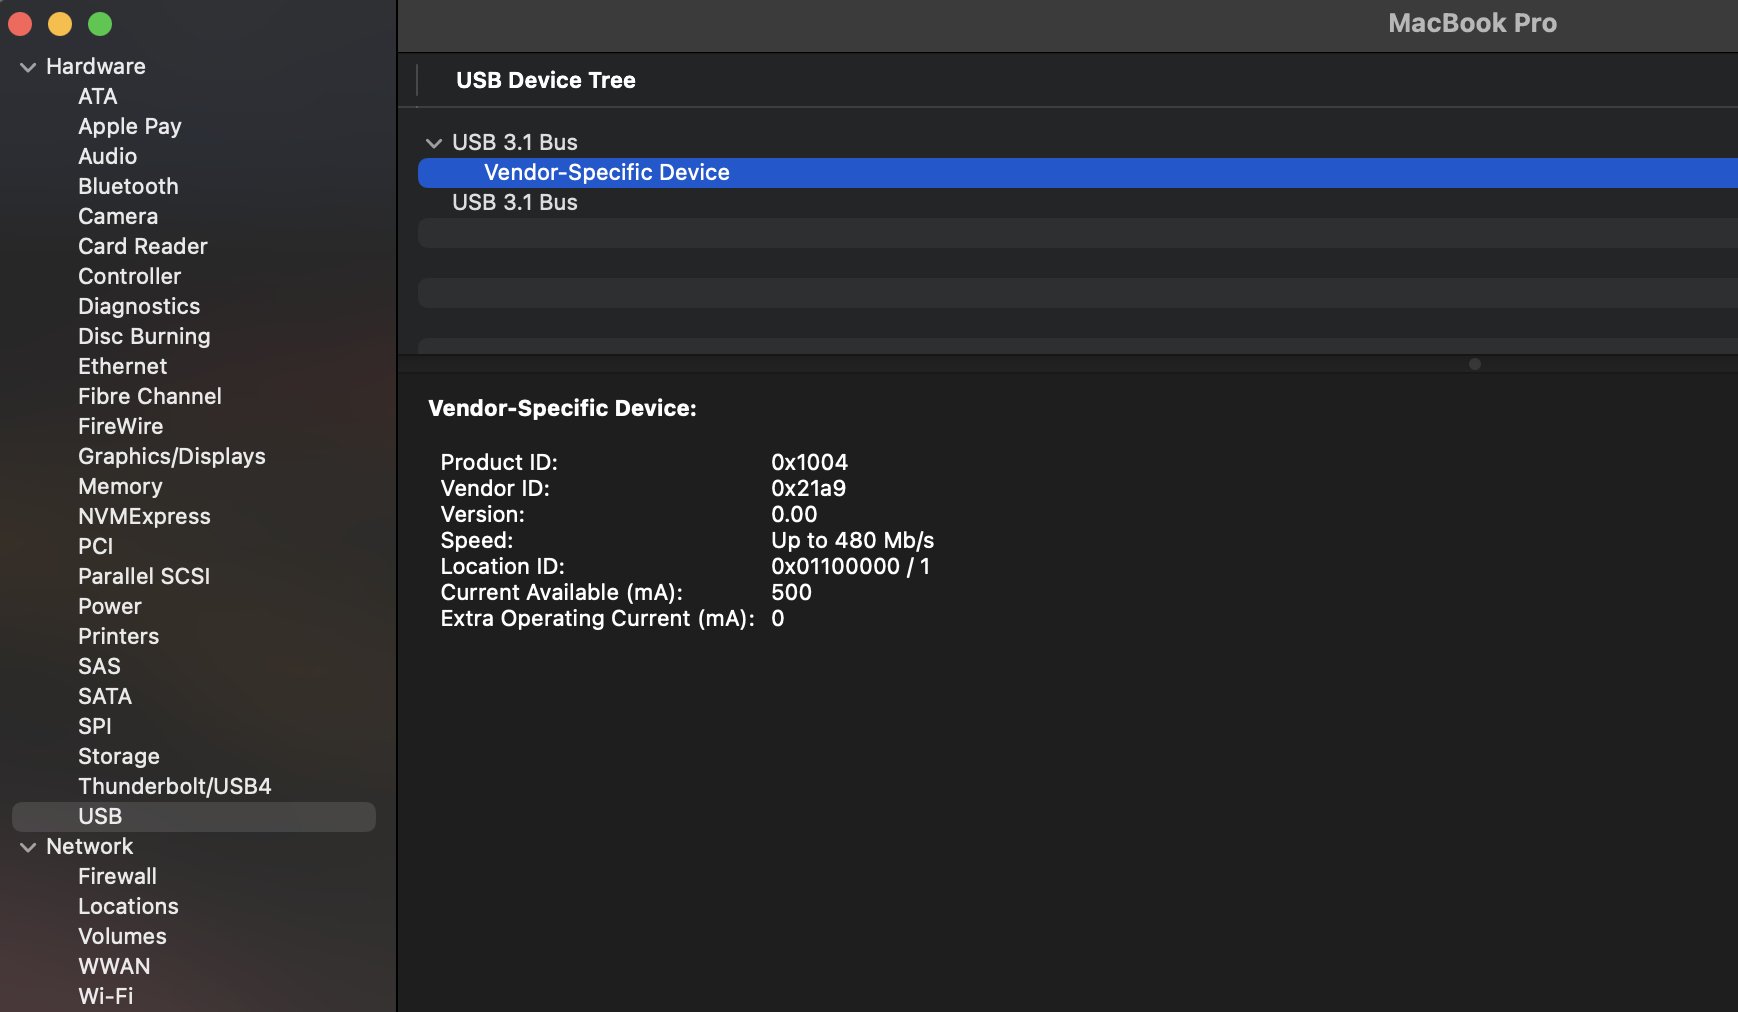 MacBook Pro
Hardware
ATA
Apple Pay
Audio
Bluetooth
Camera
Card Reader
Controller
Diagnostics
Disc Burning
Ethernet
Fibre Channel
FireWire
Graphics/Displays
Memory
NVMExpress
PCI
Parallel SCSI
Power
Printers
SAS
SATA
SPI
Storage
Thunderbolt/USB4
USB
Network
Firewall
Locations
Volumes
WWAN
Wi-Fi
USB Device Tree
USB 3.1 Bus
Vendor-Specific Device
USB 3.1 Bus
Vendor-Specific Device:
Product ID: 0x1004
Vendor ID: 0x21a9
Version: 0.00
Speed: Up to 480 Mb/s
Location ID: 0x01100000 / 1
Current Available (mA): 500
Extra Operating Current (mA): 0